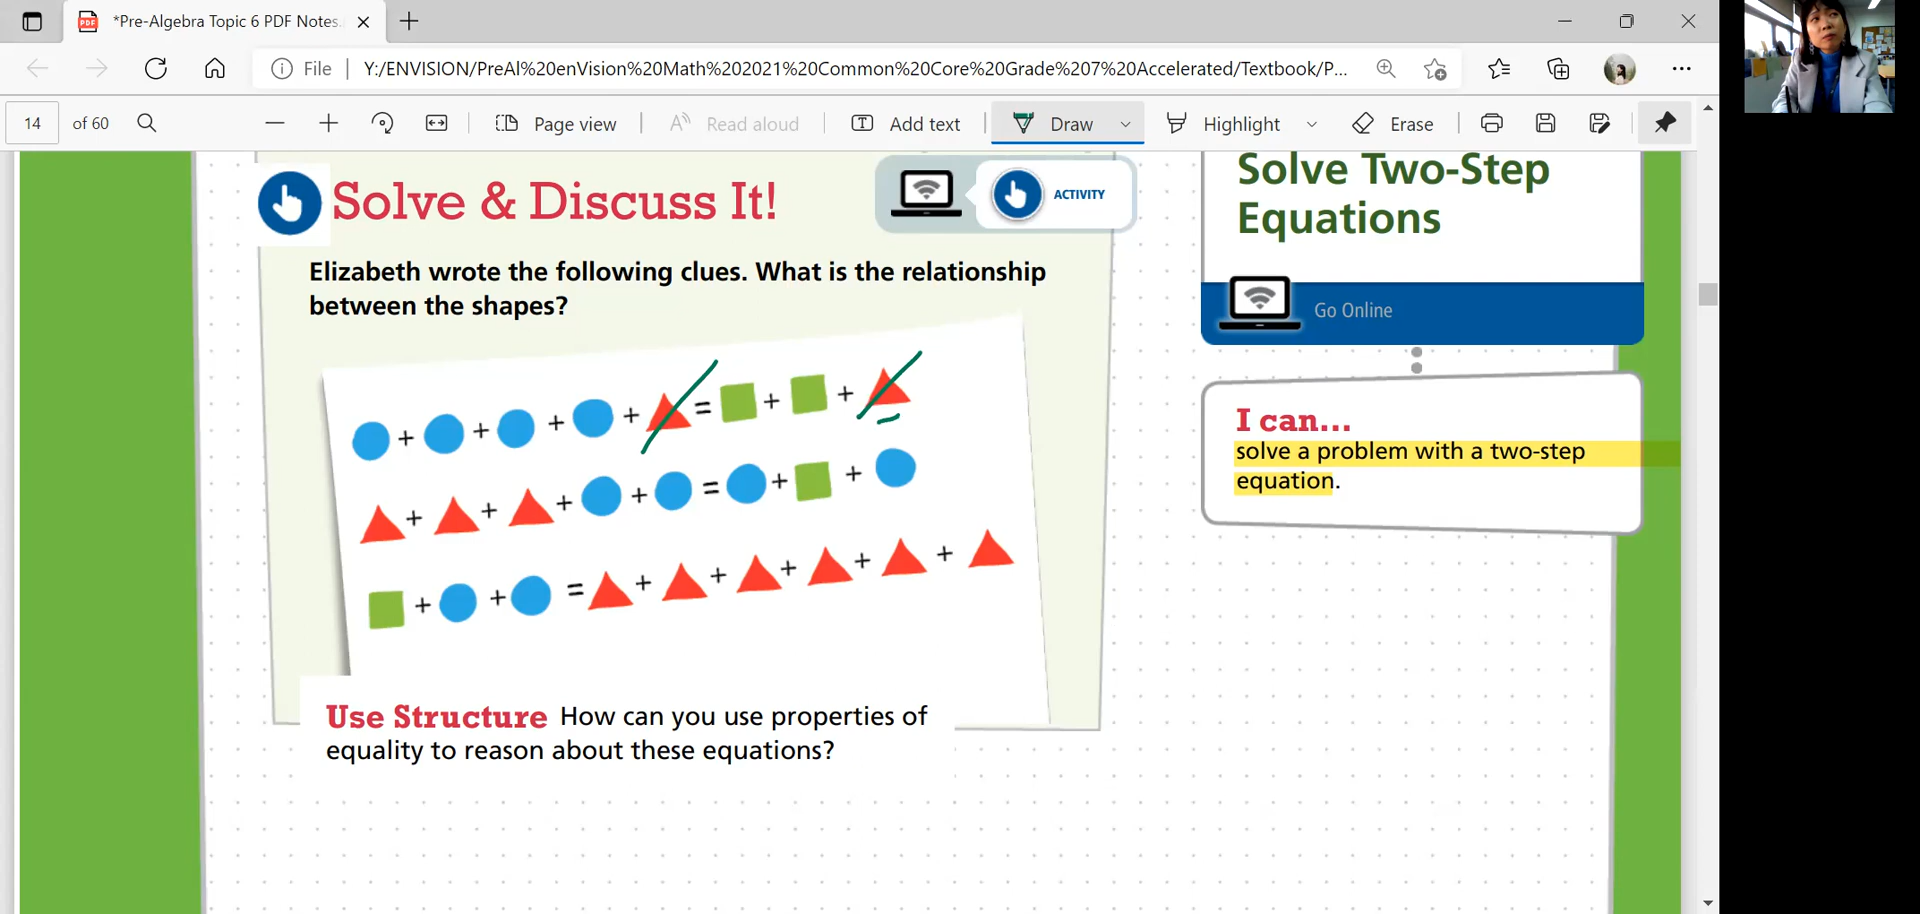 *Pre-Algebra Topic 6 PDF Notes.
File Y:/ENVISION/PreAl%20enVision%20Math%202021%20Common%20Core%20Grade%207%20Accelerated/Textbook/P...
14 of 60 Page view Read aloud Add text Draw Highlight Erase
Solve & Discuss It!
ACTIVITY
Elizabeth wrote the following clues. What is the relationship
between the shapes?
+ + + + = + +
+ + + + = + +
+ + = + + + + +
Use Structure How can you use properties of
equality to reason about these equations?
Solve Two-Step
Equations
Go Online
I can...
solve a problem with a two-step
equation.